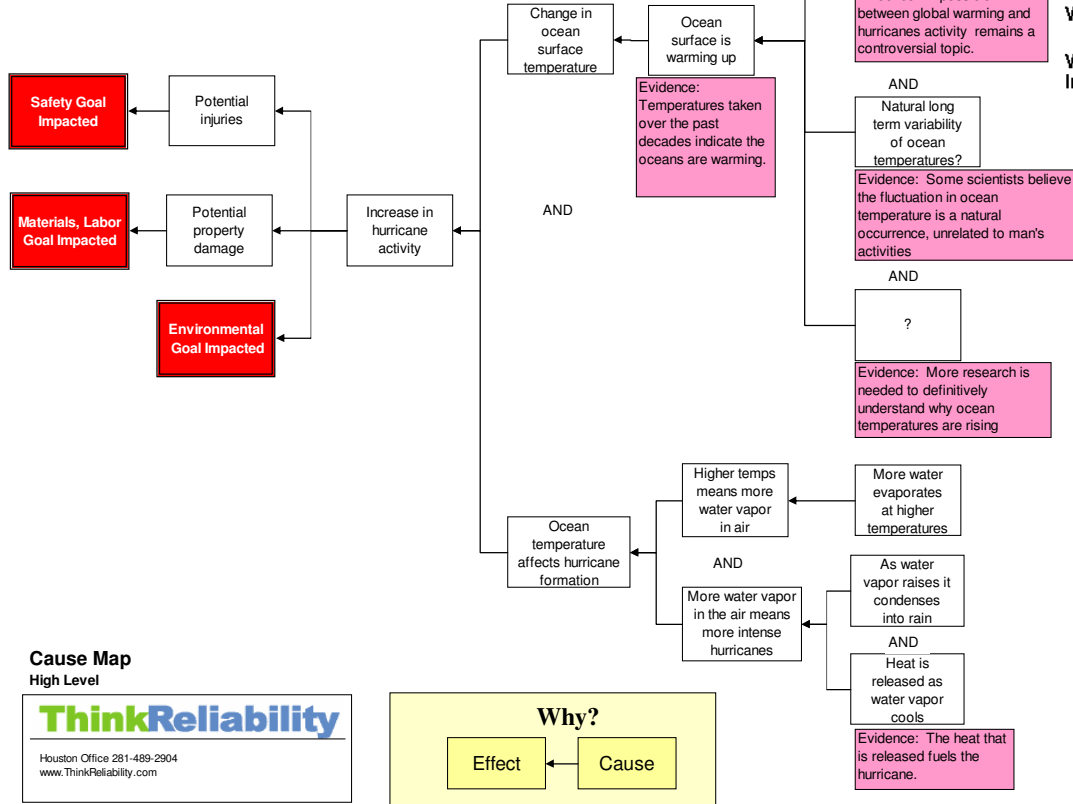 between global warming and
hurricanes activity remains a
controversial topic.
Change in
ocean
surface
temperature
Ocean
surface is
warming up
Evidence:
Temperatures taken
over the past
decades indicate the
oceans are warming.
AND
Natural long
term variability
of ocean
temperatures?
Evidence: Some scientists believe
the fluctuation in ocean
temperature is a natural
occurrence, unrelated to man's
activities
AND
?
Evidence: More research is
needed to definitively
understand why ocean
temperatures are rising
Safety Goal
Impacted
Potential
injuries
Materials, Labor
Goal Impacted
Potential
property
damage
Increase in
hurricane
activity
AND
Environmental
Goal Impacted
Ocean
temperature
affects hurricane
formation
Higher temps
means more
water vapor
in air
More water
evaporates
at higher
temperatures
AND
More water vapor
in the air means
more intense
hurricanes
As water
vapor raises it
condenses
into rain
AND
Heat is
released as
water vapor
cools
Evidence: The heat that
is released fuels the
hurricane.
Cause Map
High Level
ThinkReliability
Houston Office 281-489-2904
www.ThinkReliability.com
Why?
Effect
Cause